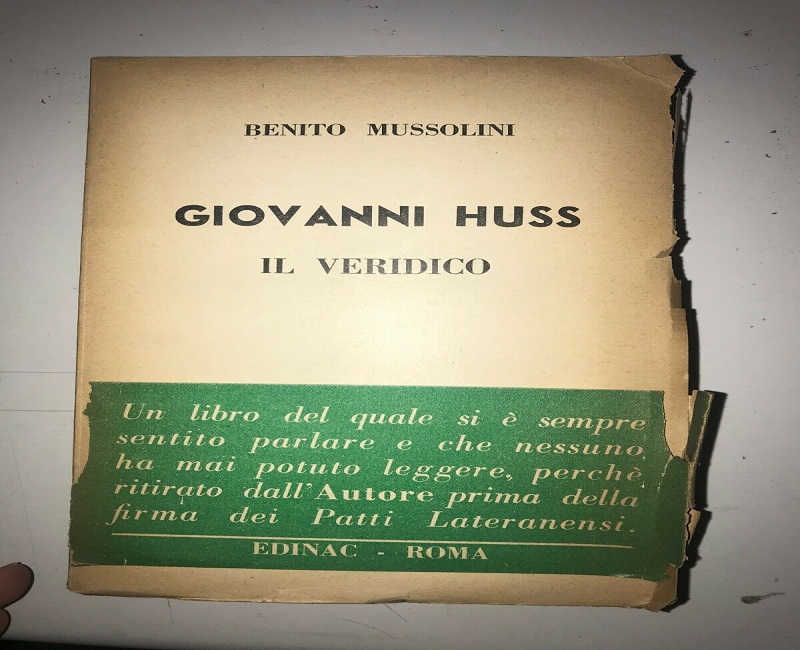 BENITO MUSSOLINI
GIOVANNI HUSS
IL VERIDICO
Un libro del quale si è sempre
sentito parlare e che nessuno
ha mai potuto leggere, perchè
ritirato dall'Autore prima della
firma dei Patti Lateranensi.
EDINAC - ROMA